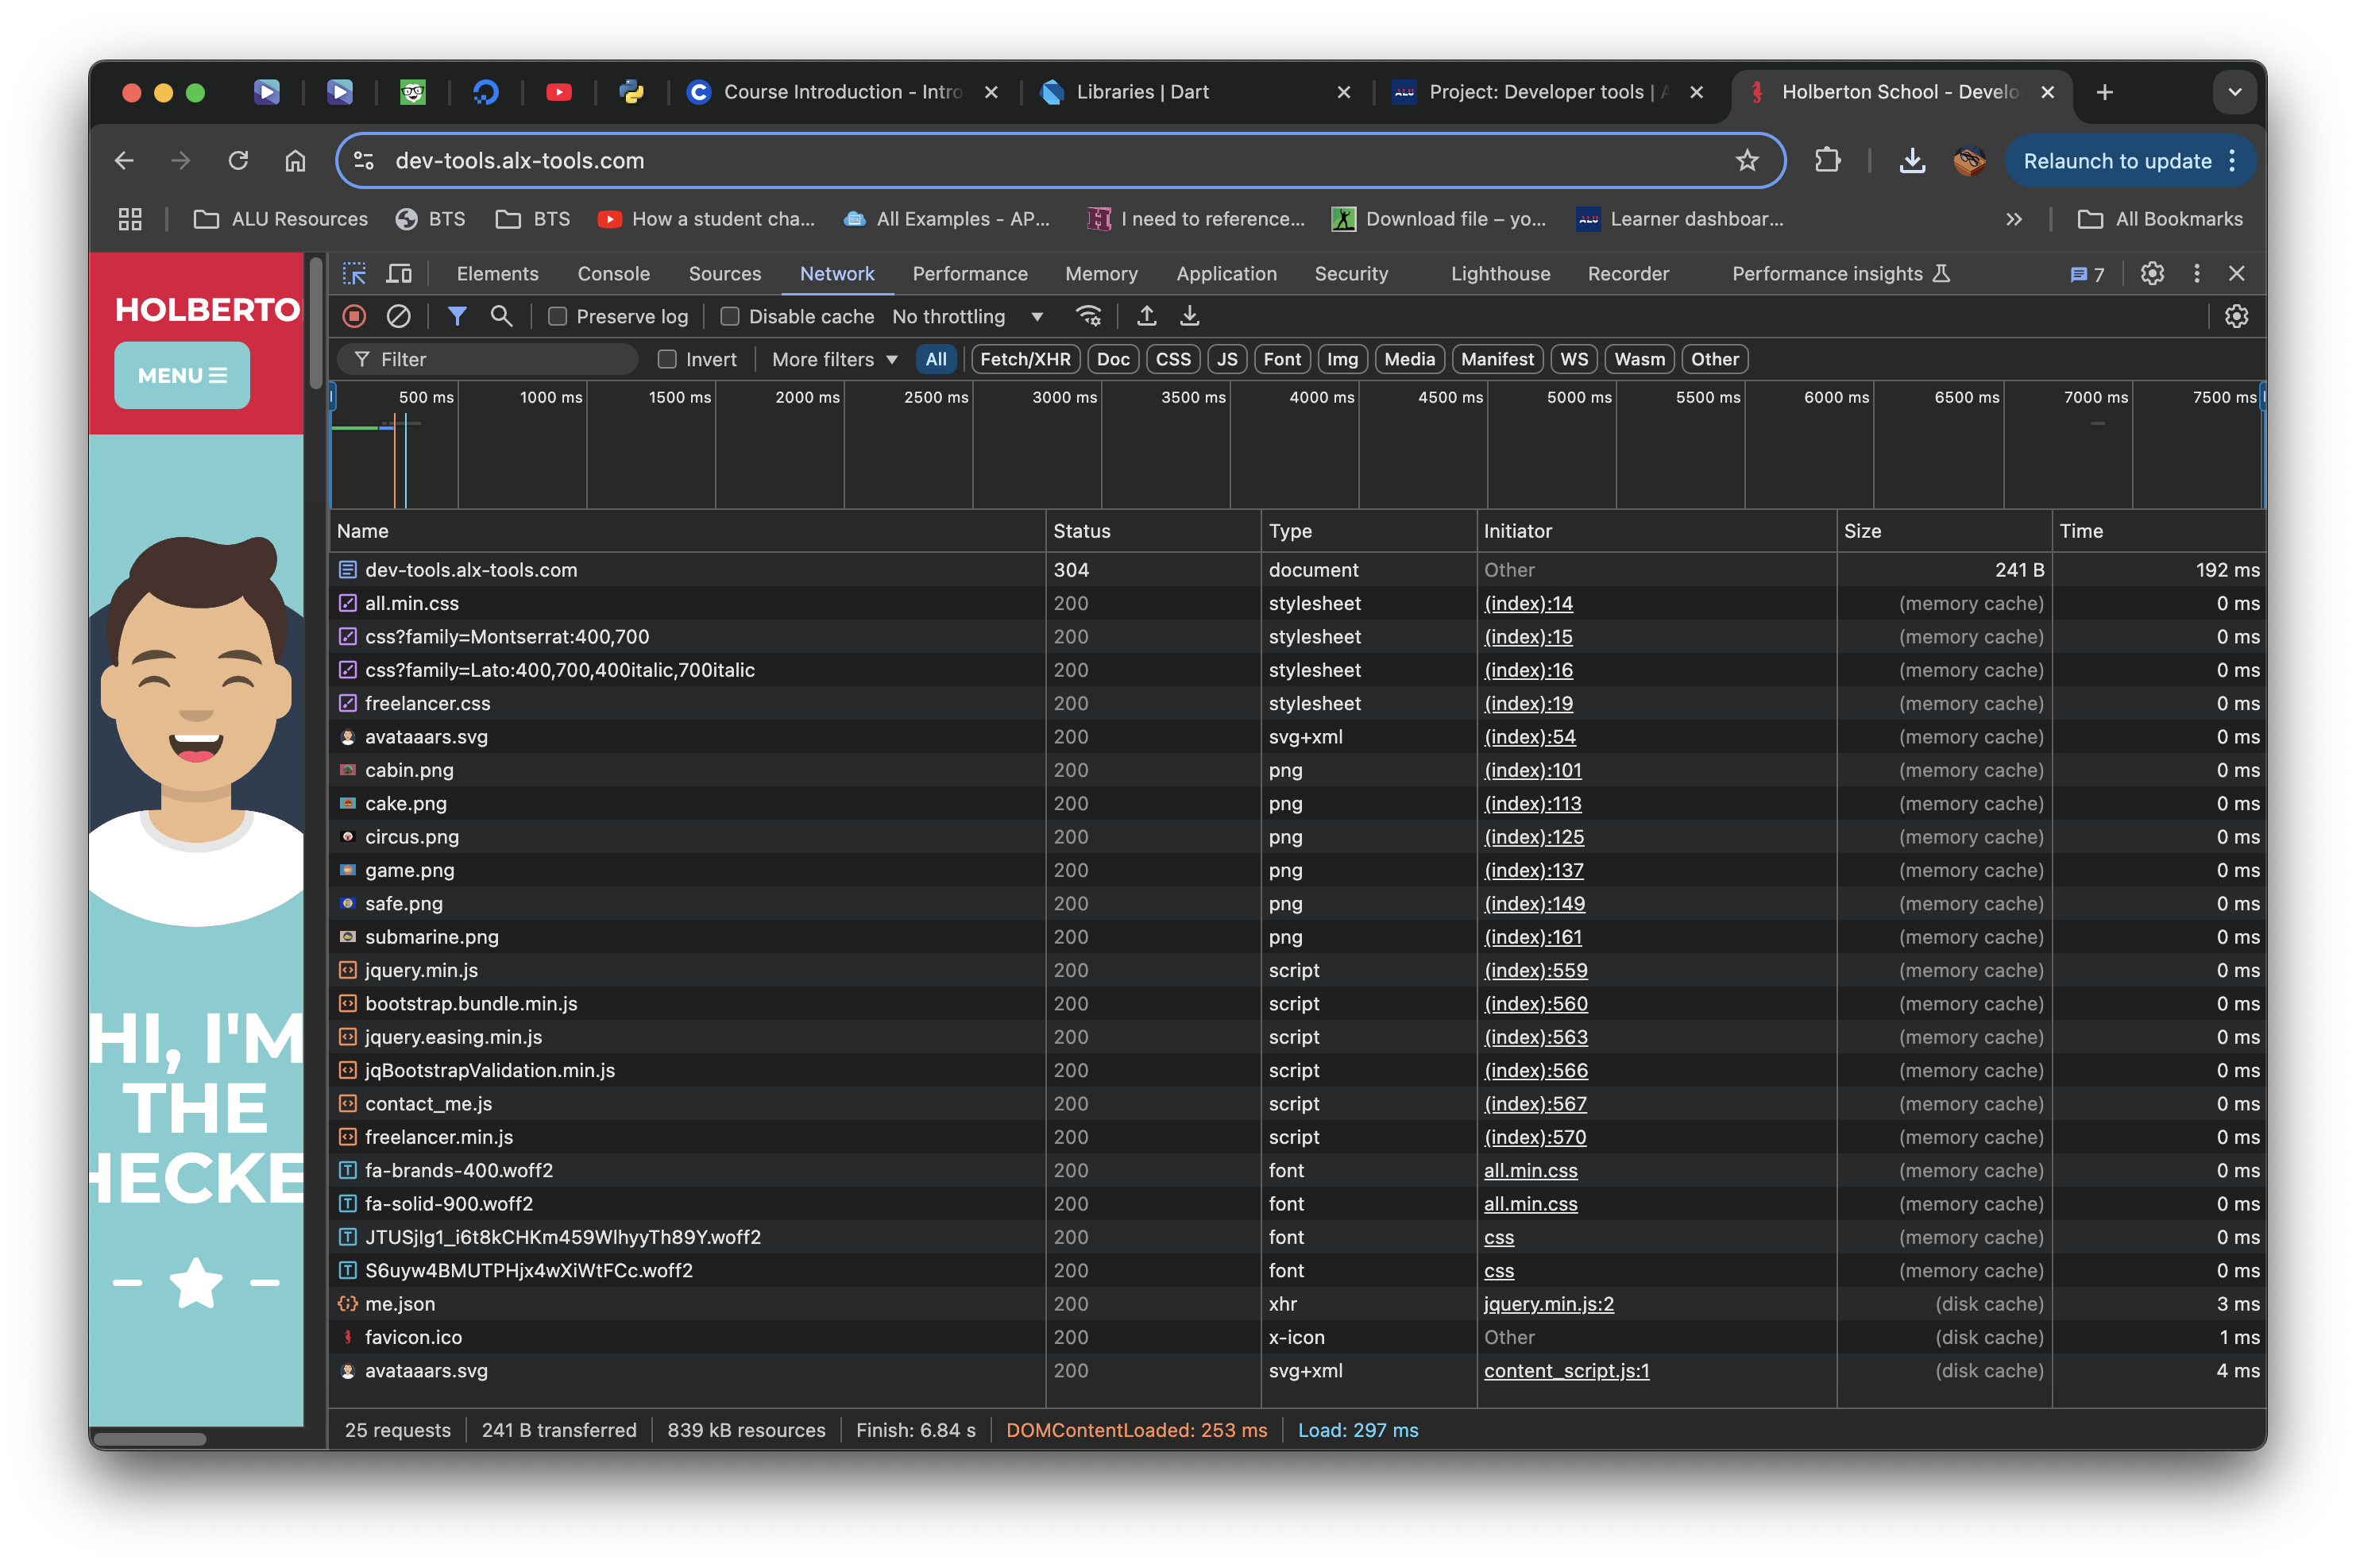 Course Introduction - Intro
Libraries | Dart
Project: Developer tools | A
Holberton School - Develo
dev-tools.alx-tools.com
Relaunch to update
ALU Resources
BTS
BTS
How a student cha...
All Examples - AP...
I need to reference...
Download file – yo...
Learner dashboar...
All Bookmarks
HOLBERTO
MENU
HI, I'M
THE
HECKE
Elements Console Sources Network Performance Memory Application Security Lighthouse Recorder Performance insights 7
Preserve log Disable cache No throttling
Filter Invert More filters All Fetch/XHR Doc CSS JS Font Img Media Manifest WS Wasm Other
500 ms 1000 ms 1500 ms 2000 ms 2500 ms 3000 ms 3500 ms 4000 ms 4500 ms 5000 ms 5500 ms 6000 ms 6500 ms 7000 ms 7500 ms
Name Status Type Initiator Size Time
dev-tools.alx-tools.com 304 document Other 241 B 192 ms
all.min.css 200 stylesheet (index):14 (memory cache) 0 ms
css?family=Montserrat:400,700 200 stylesheet (index):15 (memory cache) 0 ms
css?family=Lato:400,700,400italic,700italic 200 stylesheet (index):16 (memory cache) 0 ms
freelancer.css 200 stylesheet (index):19 (memory cache) 0 ms
avataaars.svg 200 svg+xml (index):54 (memory cache) 0 ms
cabin.png 200 png (index):101 (memory cache) 0 ms
cake.png 200 png (index):113 (memory cache) 0 ms
circus.png 200 png (index):125 (memory cache) 0 ms
game.png 200 png (index):137 (memory cache) 0 ms
safe.png 200 png (index):149 (memory cache) 0 ms
submarine.png 200 png (index):161 (memory cache) 0 ms
jquery.min.js 200 script (index):559 (memory cache) 0 ms
bootstrap.bundle.min.js 200 script (index):560 (memory cache) 0 ms
jquery.easing.min.js 200 script (index):563 (memory cache) 0 ms
jqBootstrapValidation.min.js 200 script (index):566 (memory cache) 0 ms
contact_me.js 200 script (index):567 (memory cache) 0 ms
freelancer.min.js 200 script (index):570 (memory cache) 0 ms
fa-brands-400.woff2 200 font all.min.css (memory cache) 0 ms
fa-solid-900.woff2 200 font all.min.css (memory cache) 0 ms
JTUSjIg1_i6t8kCHKm459WlhyyTh89Y.woff2 200 font css (memory cache) 0 ms
S6uyw4BMUTPHjx4wXiWtFCc.woff2 200 font css (memory cache) 0 ms
me.json 200 xhr jquery.min.js:2 (disk cache) 3 ms
favicon.ico 200 x-icon Other (disk cache) 1 ms
avataaars.svg 200 svg+xml content_script.js:1 (disk cache) 4 ms
25 requests 241 B transferred 839 kB resources Finish: 6.84 s DOMContentLoaded: 253 ms Load: 297 ms